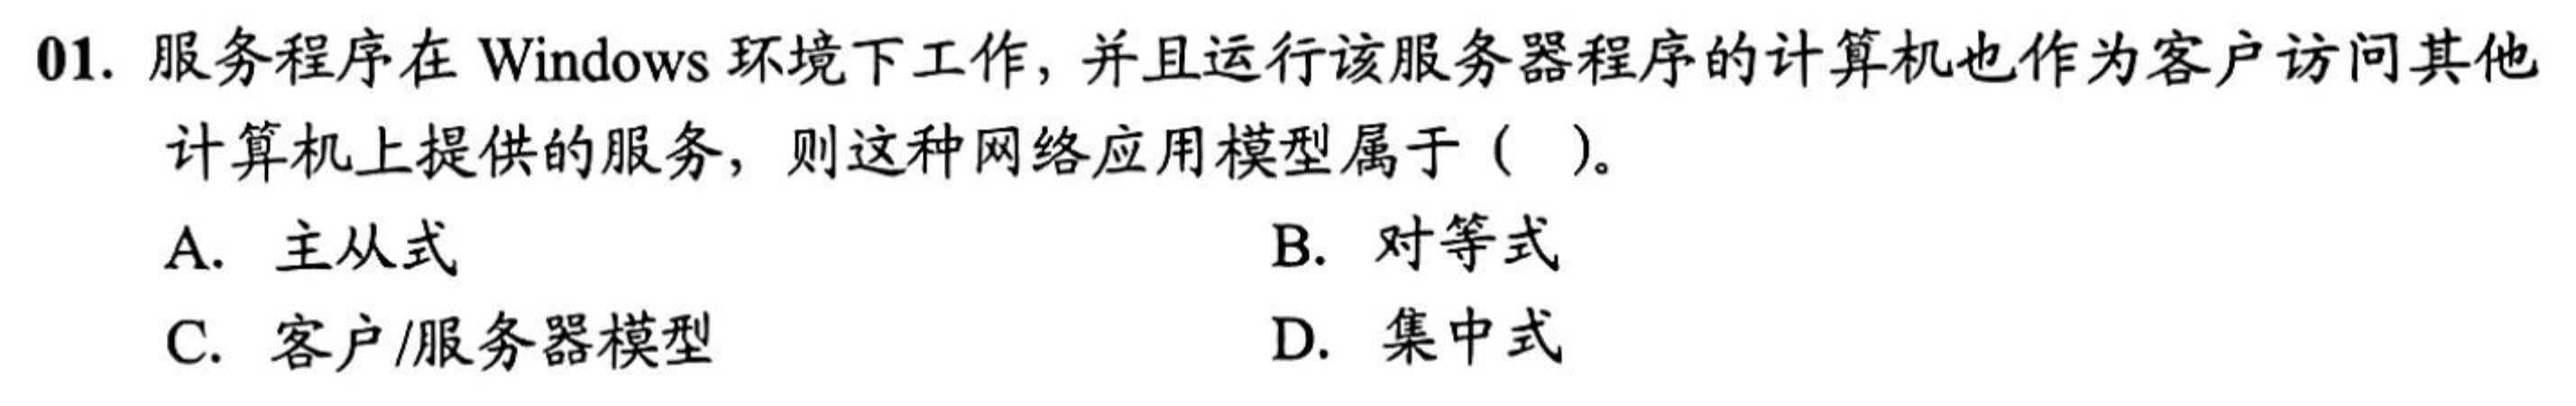 01. 服务程序在 Windows 环境下工作，并且运行该服务器程序的计算机也作为客户访问其他
计算机上提供的服务，则这种网络应用模型属于（ ）。
A. 主从式 B. 对等式
C. 客户/服务器模型 D. 集中式